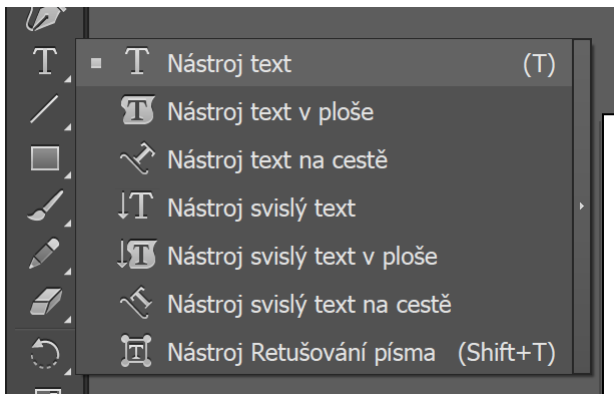 Nástroj text (T)
Nástroj text v ploše
Nástroj text na cestě
Nástroj svislý text
Nástroj svislý text v ploše
Nástroj svislý text na cestě
Nástroj Retušování písma (Shift+T)